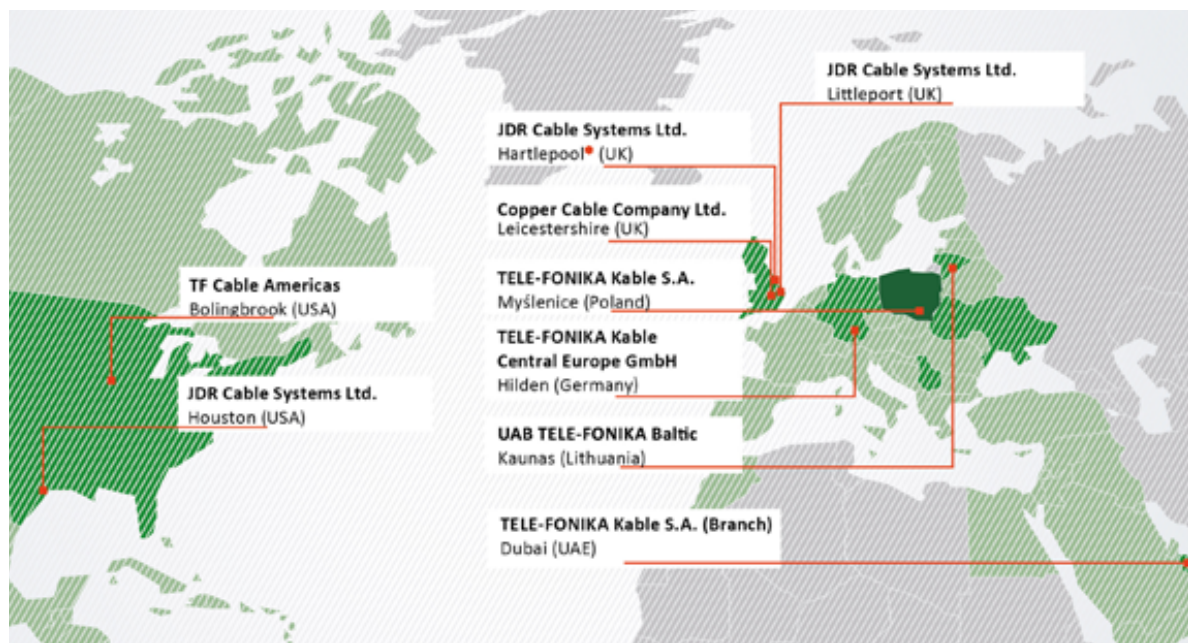 JDR Cable Systems Ltd.
Littleport (UK)
JDR Cable Systems Ltd.
Hartlepool• (UK)
Copper Cable Company Ltd.
Leicestershire (UK)
TF Cable Americas
Bolingbrook (USA)
TELE-FONIKA Kable S.A.
Myślenice (Poland)
TELE-FONIKA Kable
Central Europe GmbH
Hilden (Germany)
JDR Cable Systems Ltd.
Houston (USA)
UAB TELE-FONIKA Baltic
Kaunas (Lithuania)
TELE-FONIKA Kable S.A. (Branch)
Dubai (UAE)